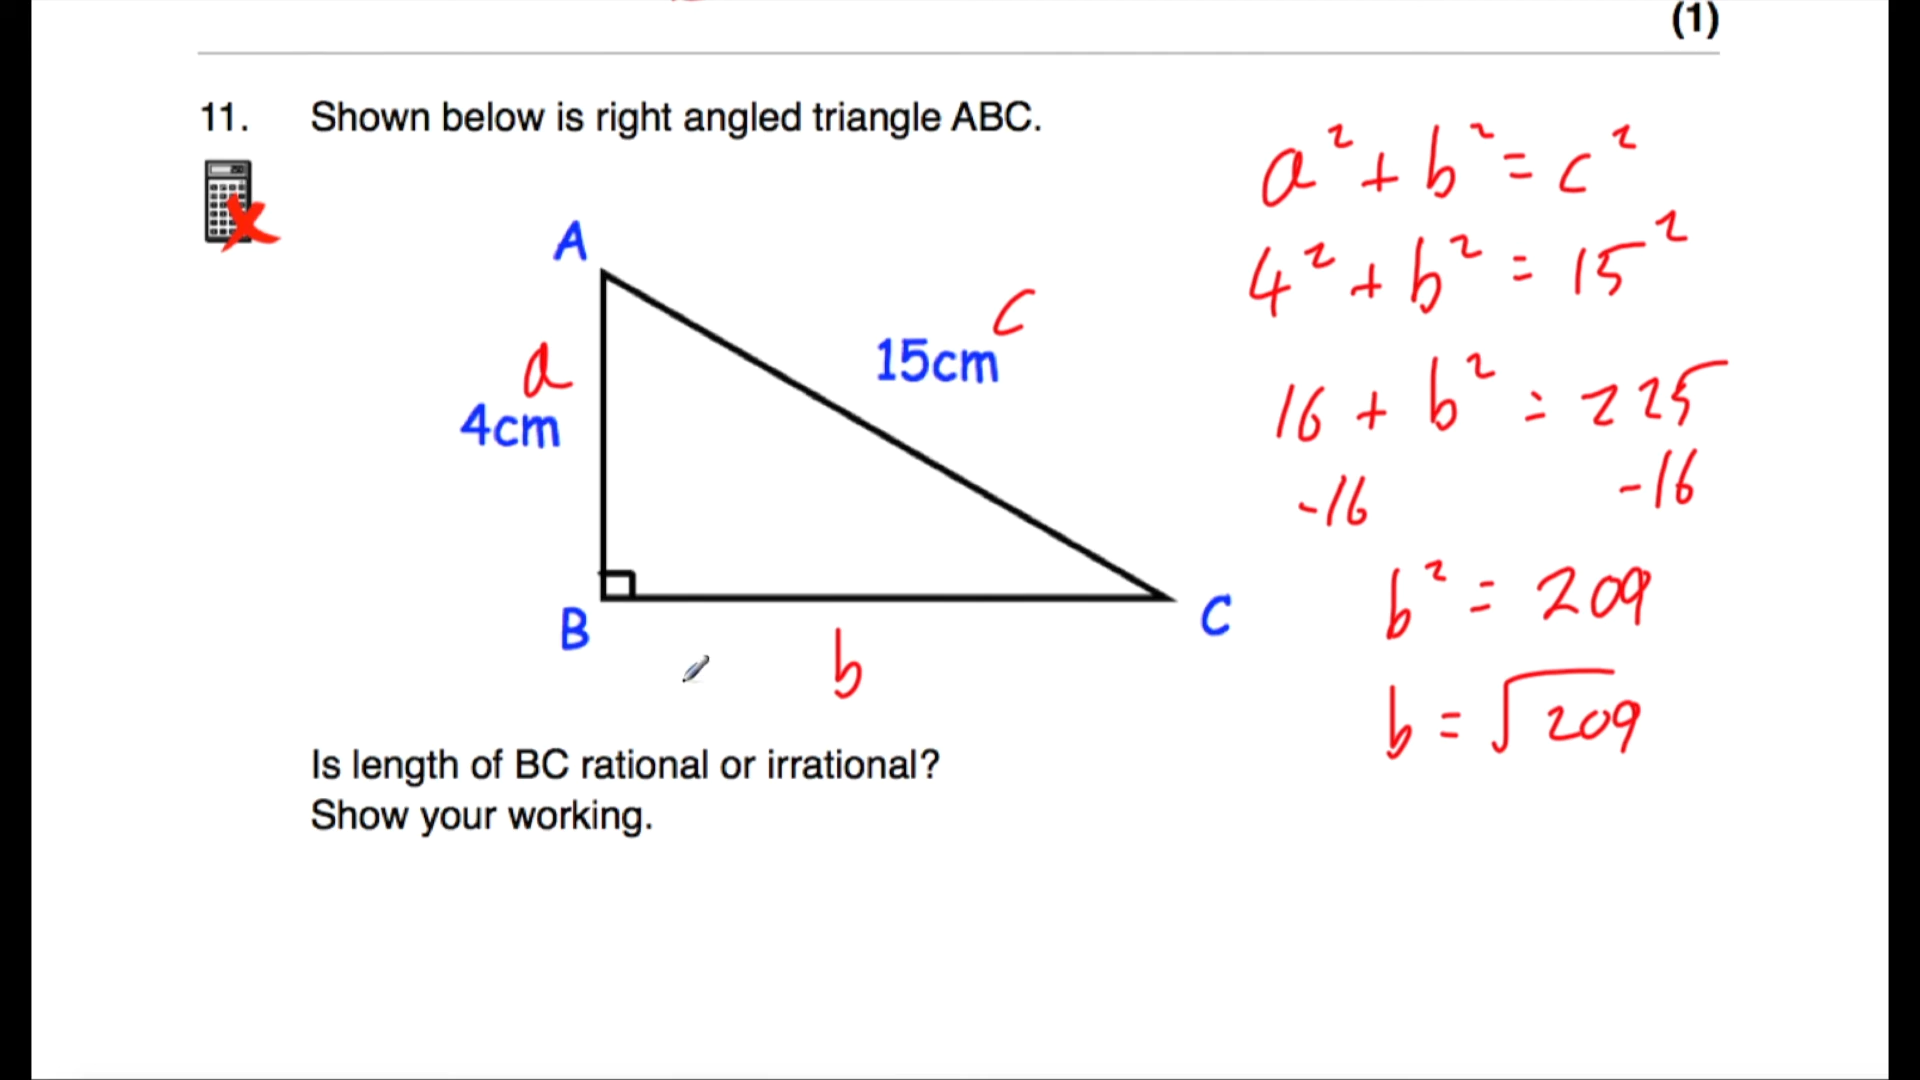 (1)
11. Shown below is right angled triangle ABC.
a² + b² = c²
4² + b² = 15²
A
c
15cm
a
4cm
16 + b² = 225
-16 -16
b² = 209
B
C
b
b = √209
Is length of BC rational or irrational?
Show your working.